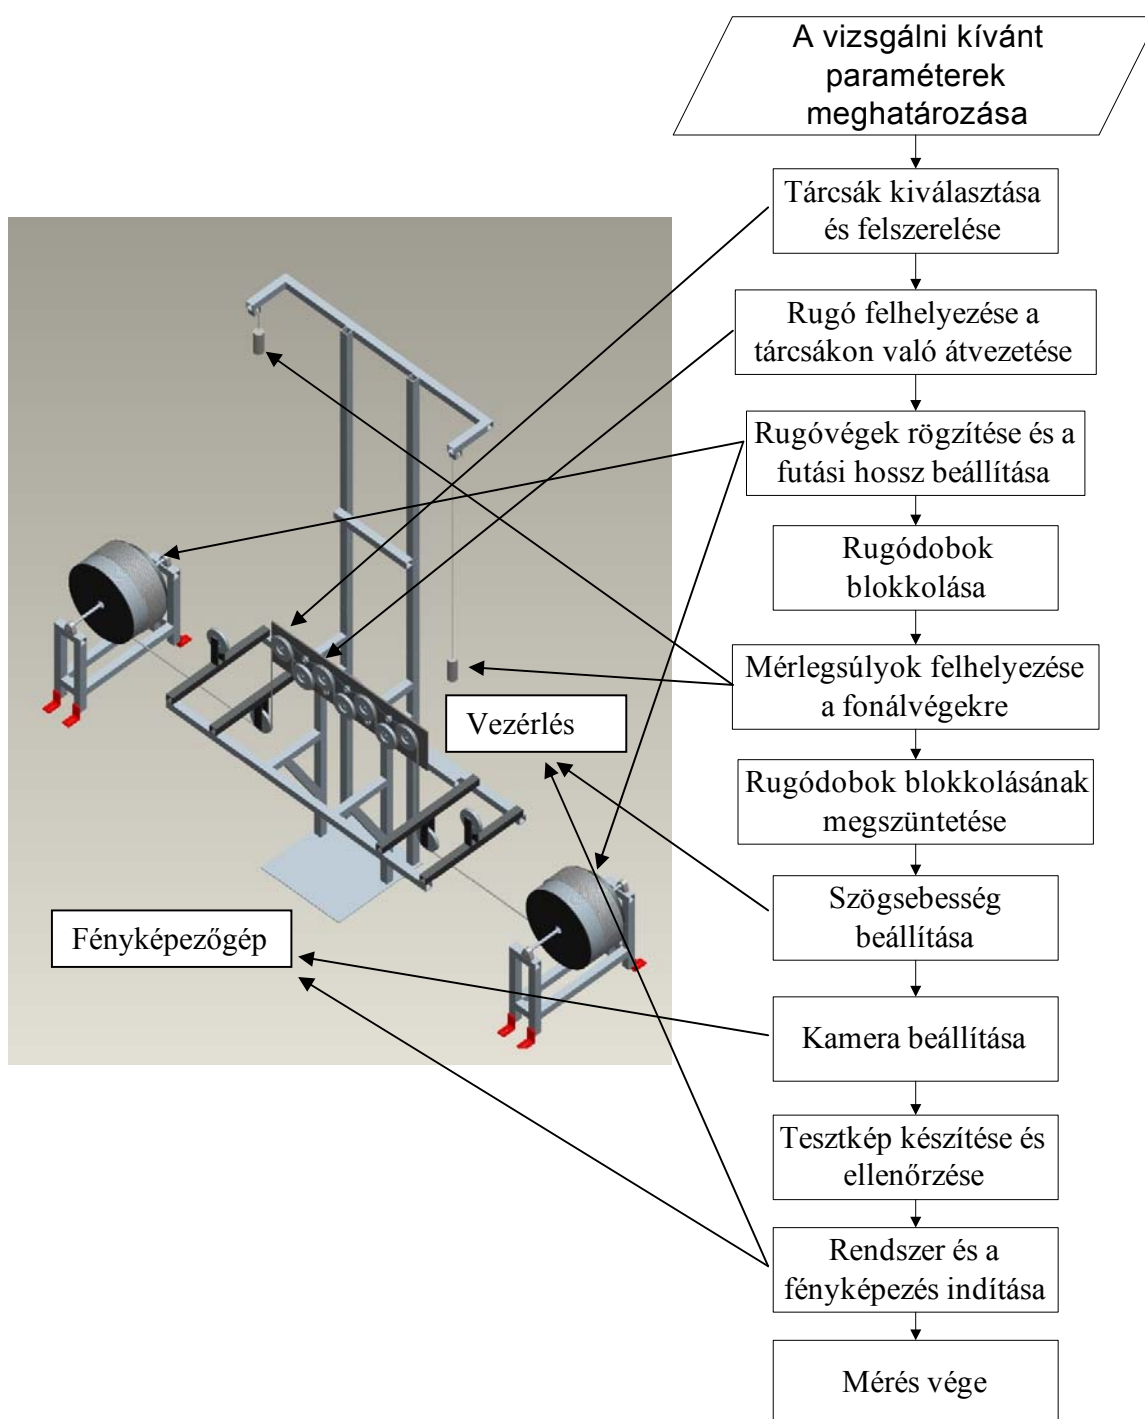 A vizsgálni kívánt
paraméterek
meghatározása
Tárcsák kiválasztása
és felszerelése
Rugó felhelyezése a
tárcsákon való átvezetése
Rugóvégek rögzítése és a
futási hossz beállítása
Rugódobok
blokkolása
Mérlegsúlyok felhelyezése
a fonálvégekre
Vezérlés
Rugódobok blokkolásának
megszüntetése
Szögsebesség
beállítása
Fényképezőgép
Kamera beállítása
Tesztkép készítése és
ellenőrzése
Rendszer és a
fényképezés indítása
Mérés vége